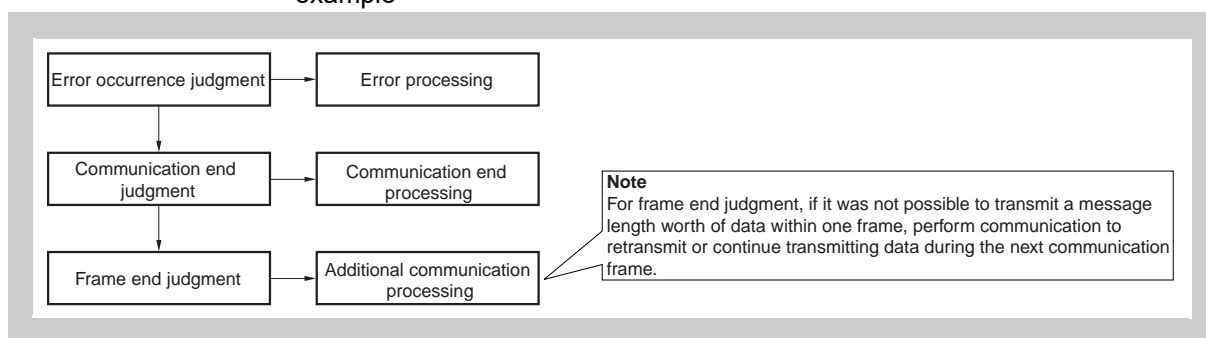 example
Error occurrence judgment
Error processing
Communication end
judgment
Communication end
processing
Note
For frame end judgment, if it was not possible to transmit a message
length worth of data within one frame, perform communication to
retransmit or continue transmitting data during the next communication
frame.
Frame end judgment
Additional communication
processing